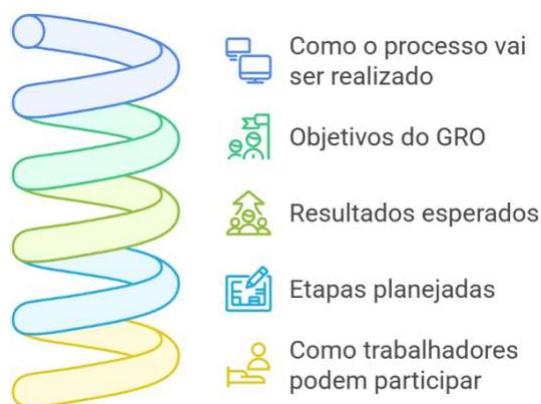 Como o processo vai
ser realizado
Objetivos do GRO
Resultados esperados
Etapas planejadas
Como trabalhadores
podem participar